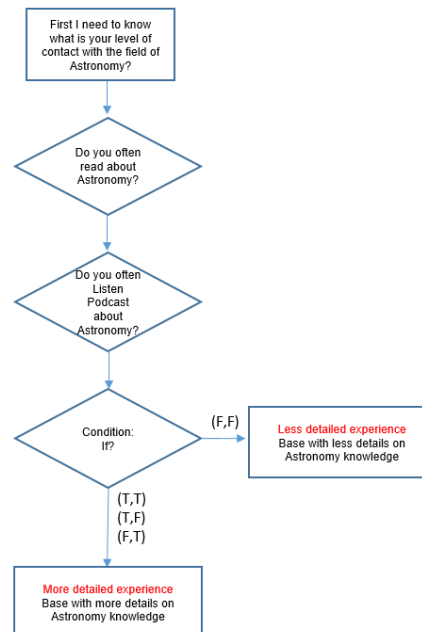 First I need to know
what is your level of
contact with the field of
Astronomy?
Do you often
read about
Astronomy?
Do you often
Listen
Podcast
about
Astronomy?
Condition:
If?
(F,F)
Less detailed experience
Base with less details on
Astronomy knowledge
(T,T)
(T,F)
(F,T)
More detailed experience
Base with more details on
Astronomy knowledge